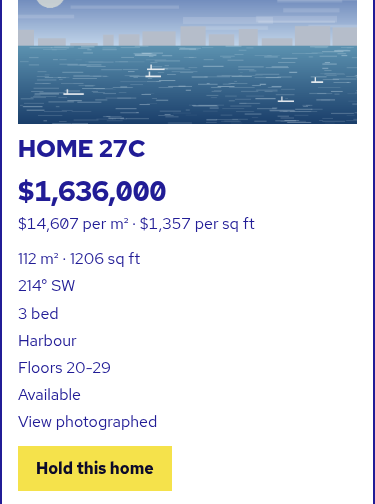 HOME 27C
$1,636,000
$14,607 per m² · $1,357 per sq ft
112 m² · 1206 sq ft
214° SW
3 bed
Harbour
Floors 20–29
Available
View photographed
Hold this home